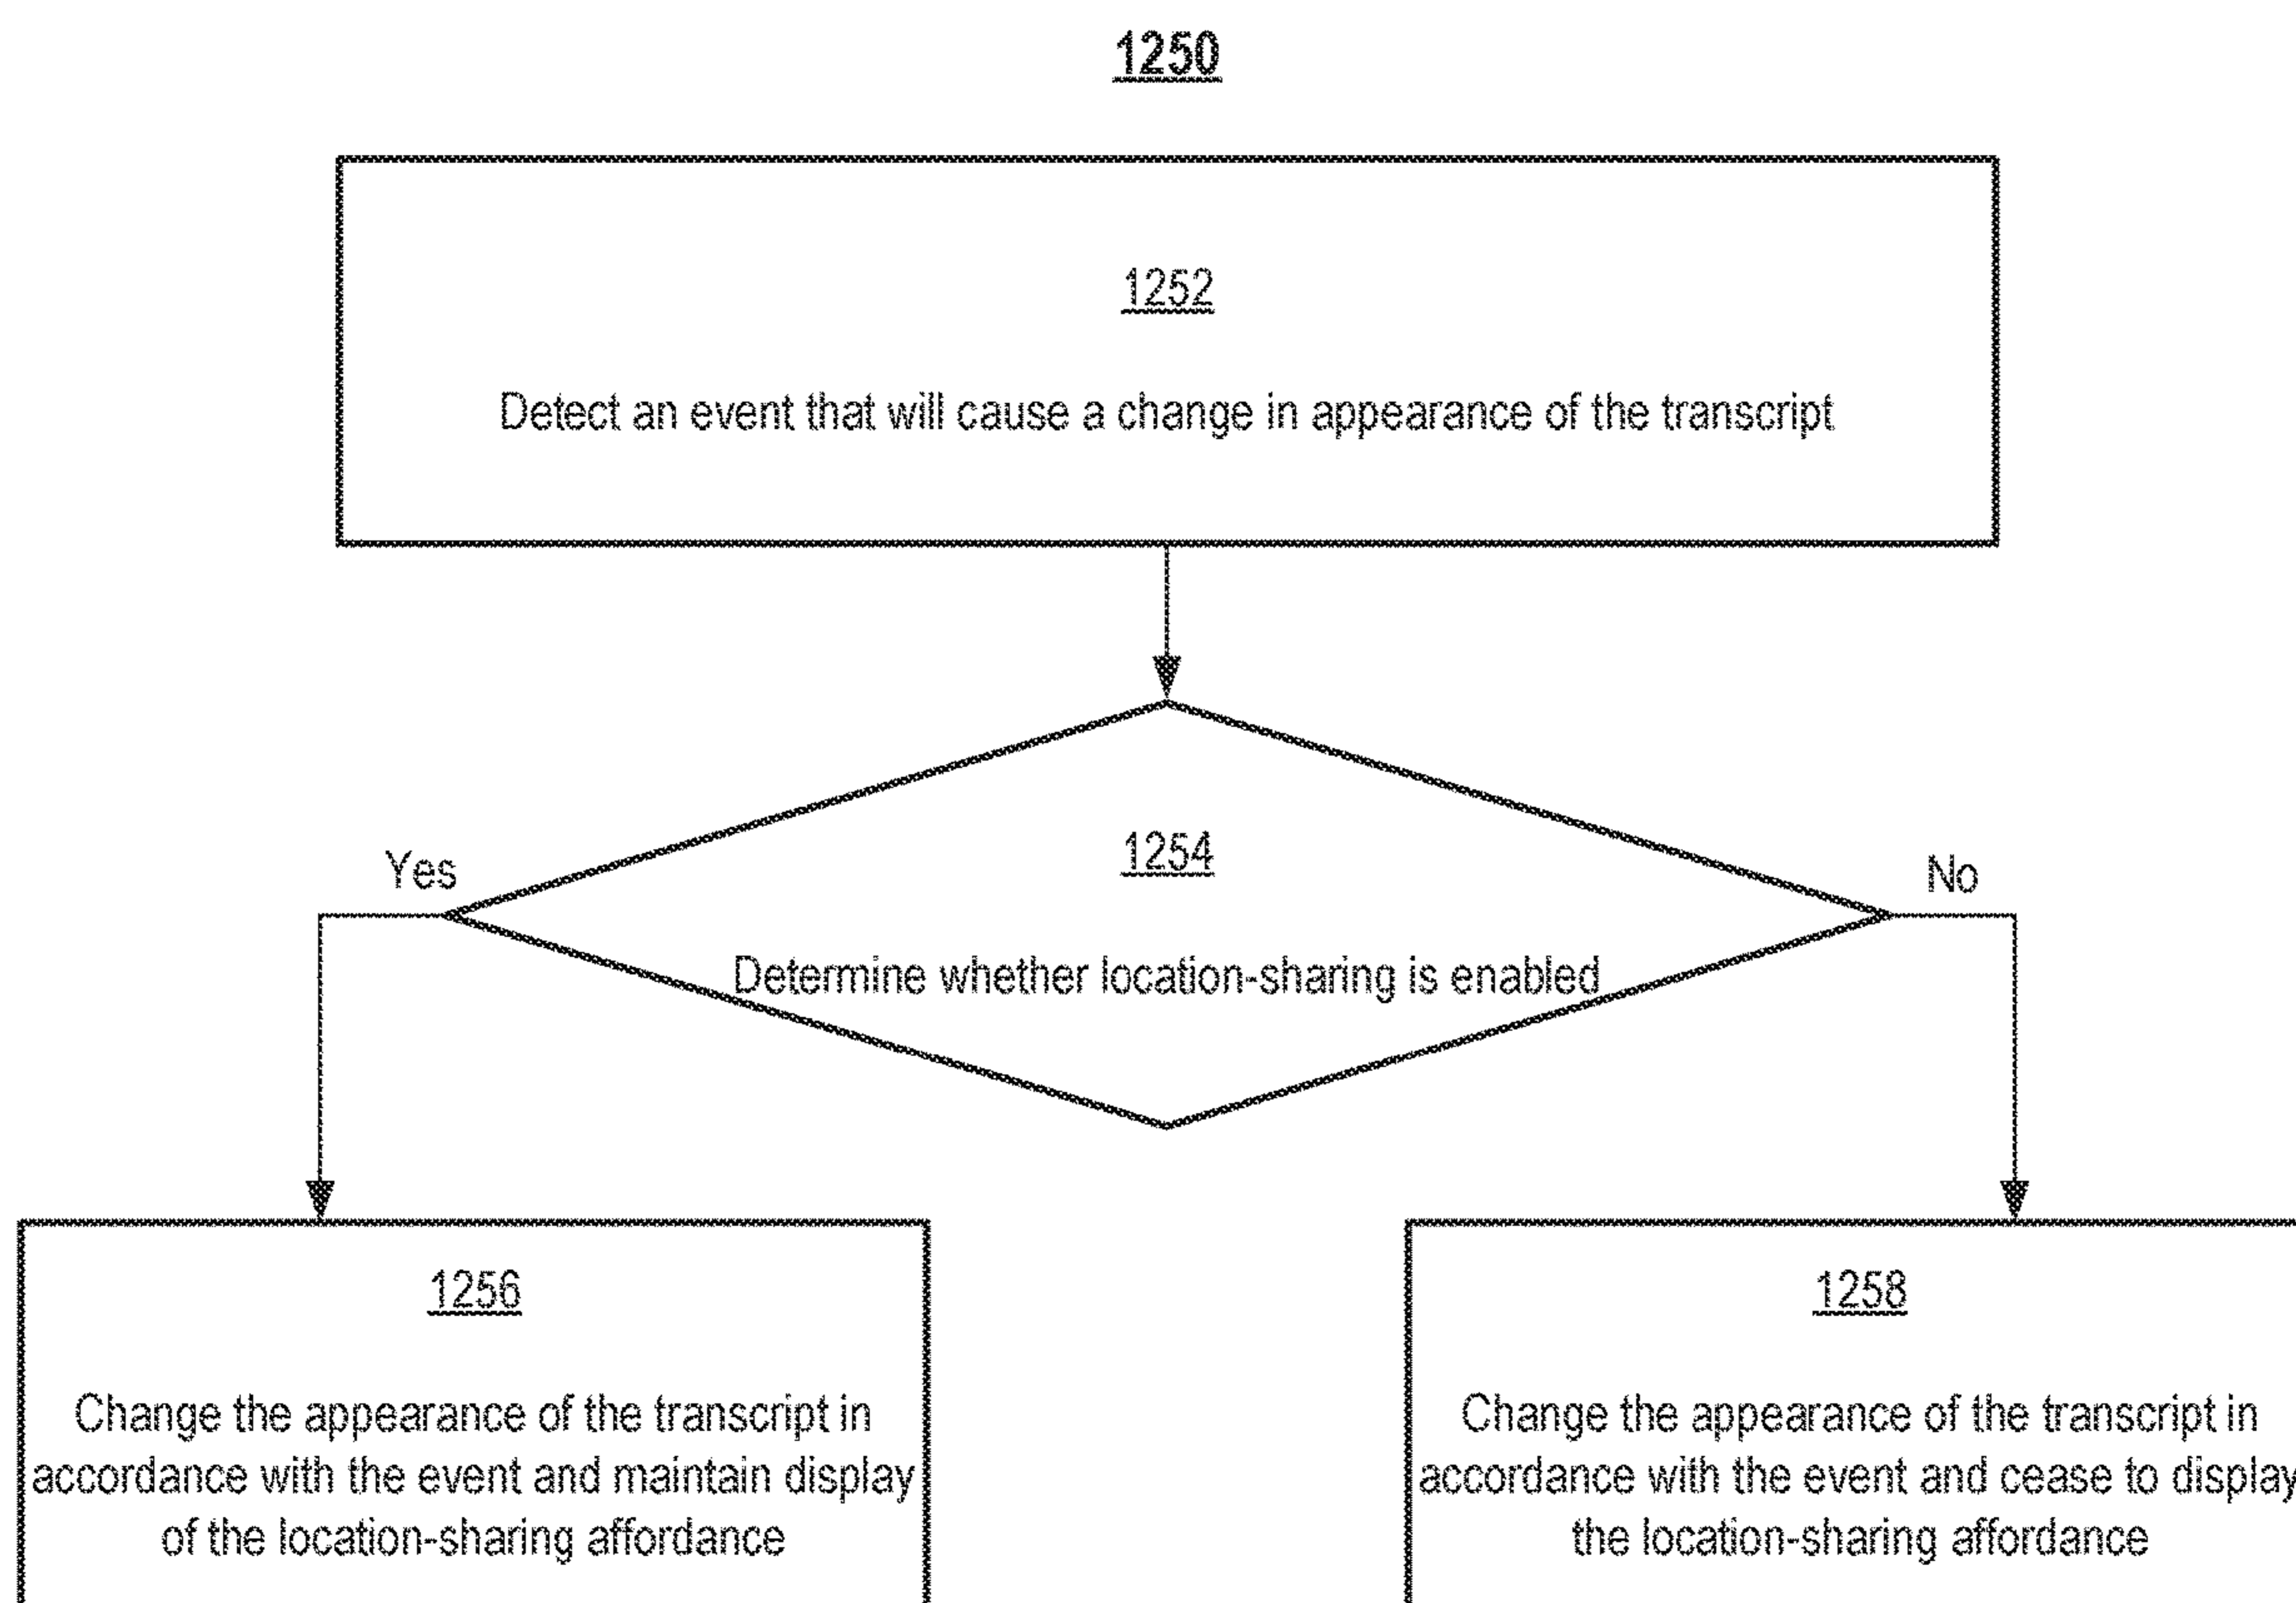 1250
1252
Detect an event that will cause a change in appearance of the transcript
1254
Yes
No
Determine whether location-sharing is enabled
1256
Change the appearance of the transcript in
accordance with the event and maintain display
of the location-sharing affordance
1258
Change the appearance of the transcript in
accordance with the event and cease to display
the location-sharing affordance